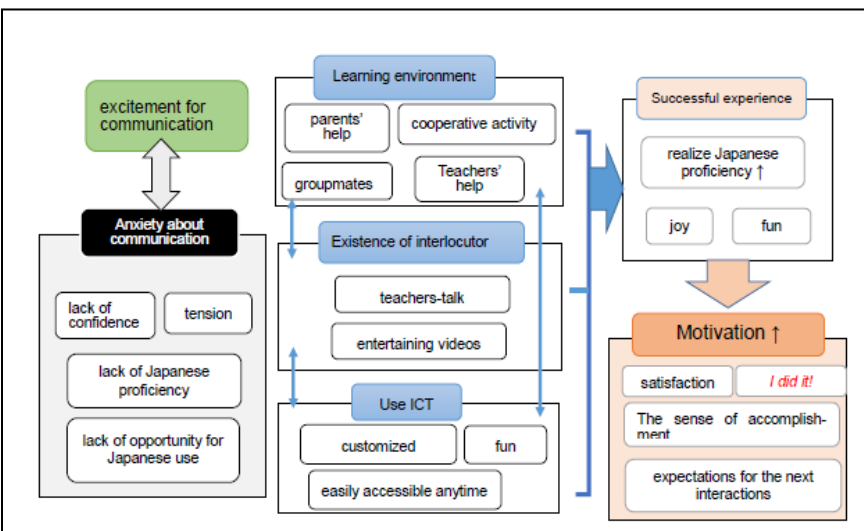 excitement for
communication
Anxiety about
communication
lack of
confidence
tension
lack of Japanese
proficiency
lack of opportunity for
Japanese use
Learning environment
parents'
help
cooperative activity
groupmates
Teachers'
help
Existence of interlocutor
teachers-talk
entertaining videos
Use ICT
customized
fun
easily accessible anytime
Successful experience
realize Japanese
proficiency ↑
joy
fun
Motivation ↑
satisfaction
I did it!
The sense of accomplish-
ment
expectations for the next
interactions